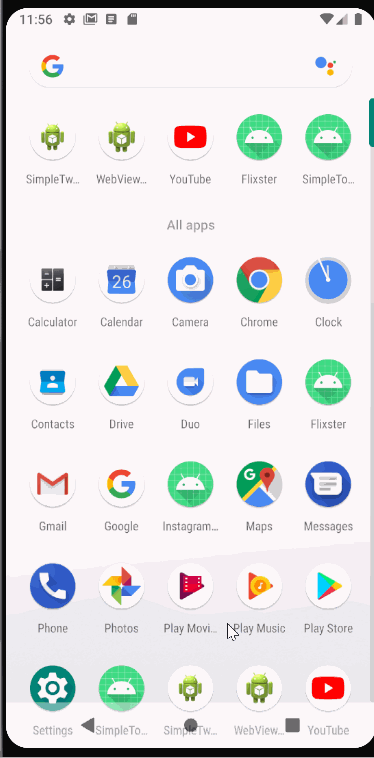 11:56
SimpleTw... WebView... YouTube Flixster SimpleTo...
All apps
26
Calculator Calendar Camera Chrome Clock
Contacts Drive Duo Files Flixster
Gmail Google Instagram... Maps Messages
Phone Photos Play Movi... Play Music Play Store
Settings SimpleTo... SimpleTw... WebView... YouTube